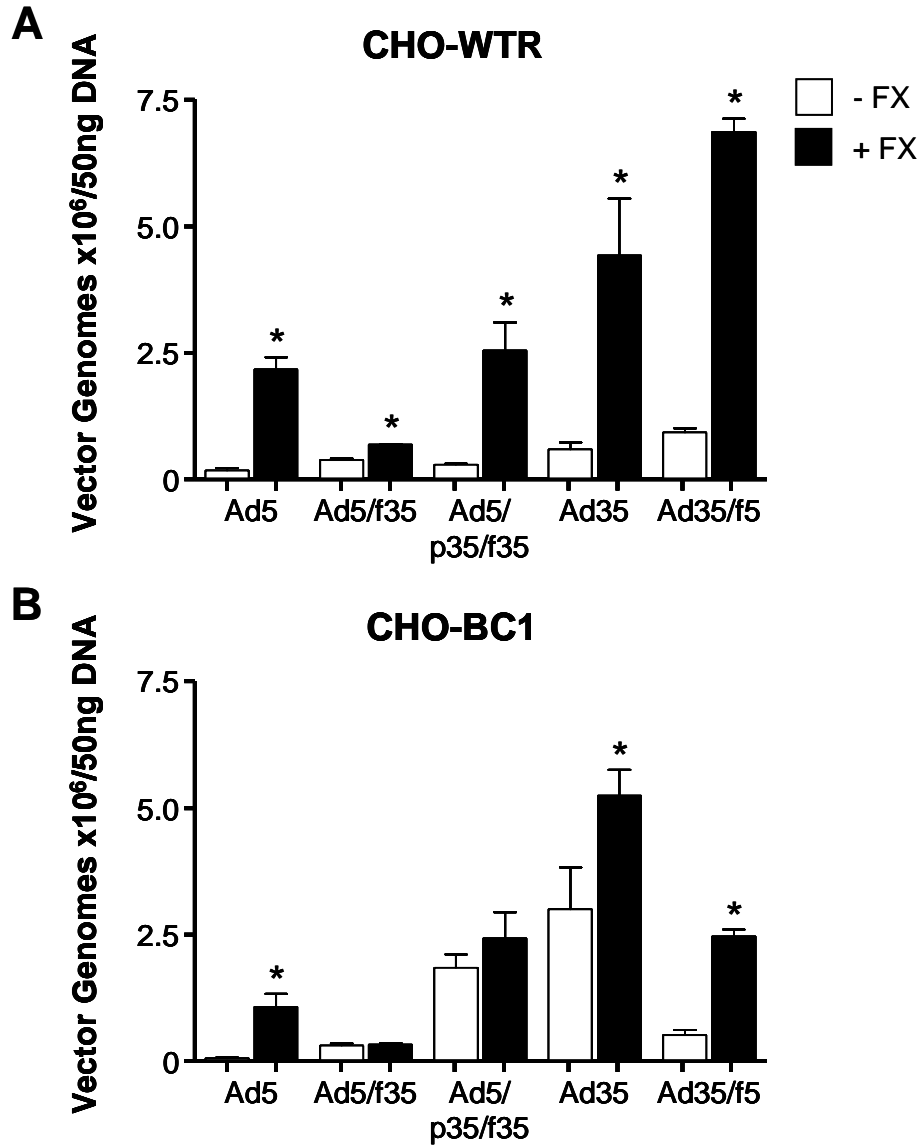 A
CHO-WTR
Vector Genomes x10⁶/50ng DNA
7.5
5.0
2.5
0
- FX
+ FX
*
*
*
*
*
Ad5
Ad5/f35
Ad5/
p35/f35
Ad35
Ad35/f5
B
CHO-BC1
Vector Genomes x10⁶/50ng DNA
7.5
5.0
2.5
0
*
*
*
Ad5
Ad5/f35
Ad5/
p35/f35
Ad35
Ad35/f5